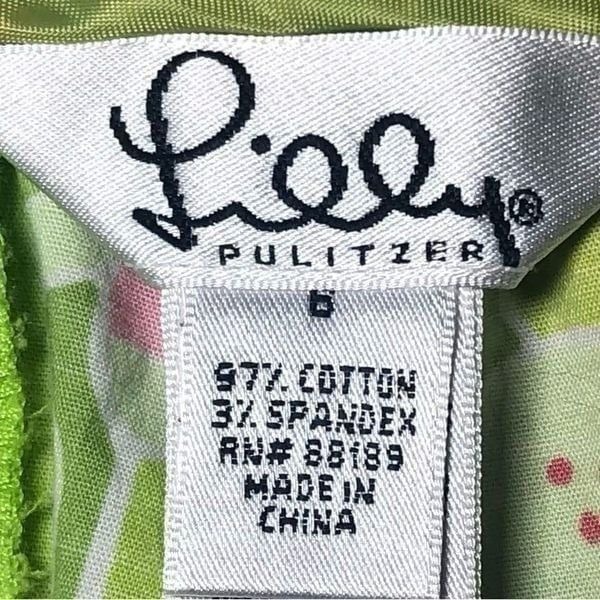 Lilly®
PULITZER
6
97% COTTON
3% SPANDEX
RN# 88189
MADE IN
CHINA